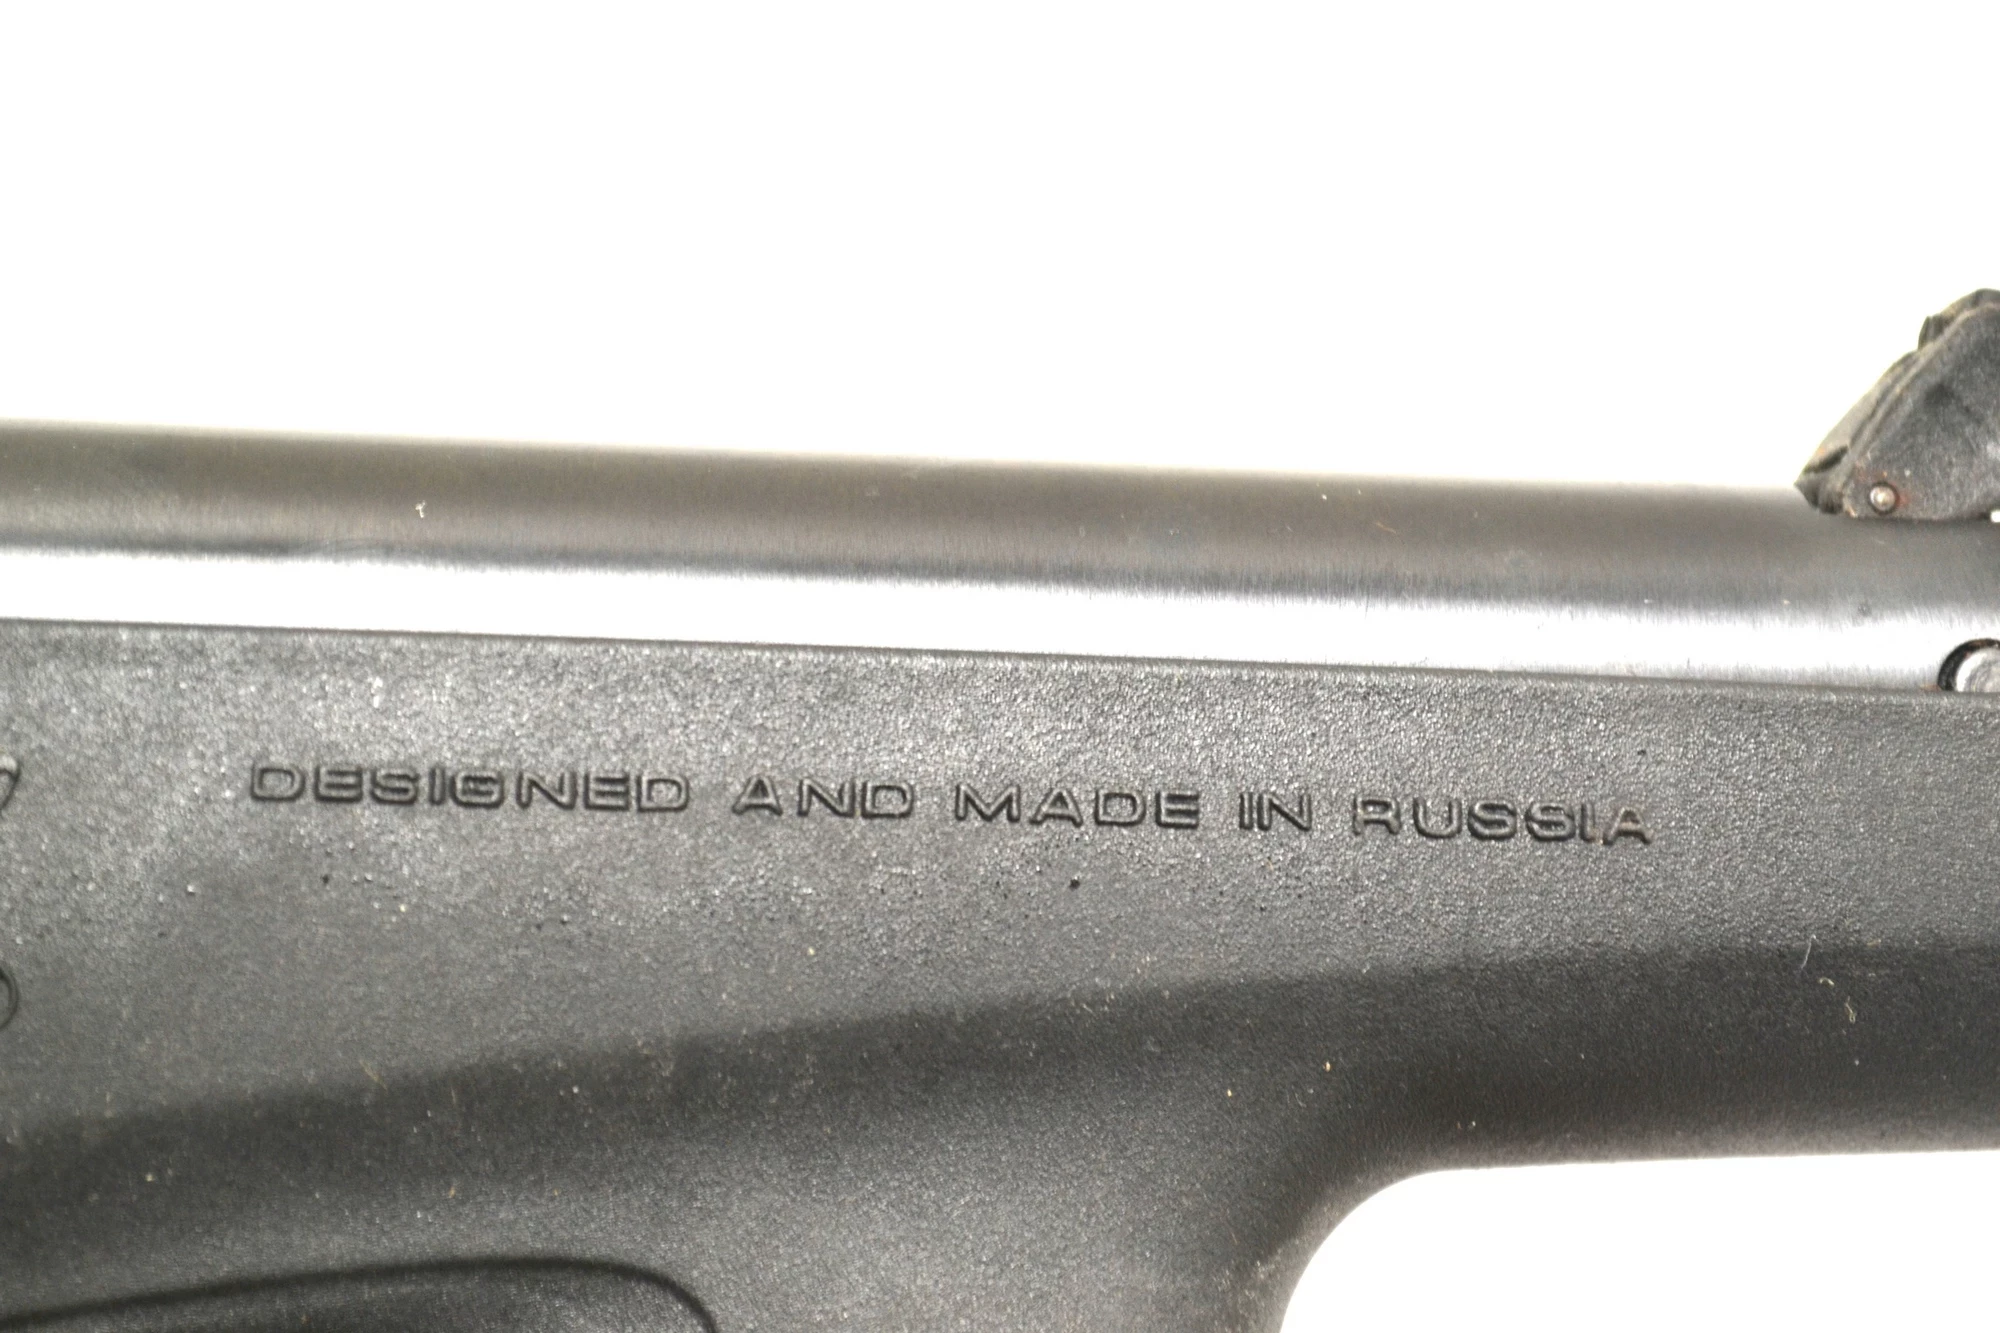 DESIGNED AND MADE IN RUSSIA